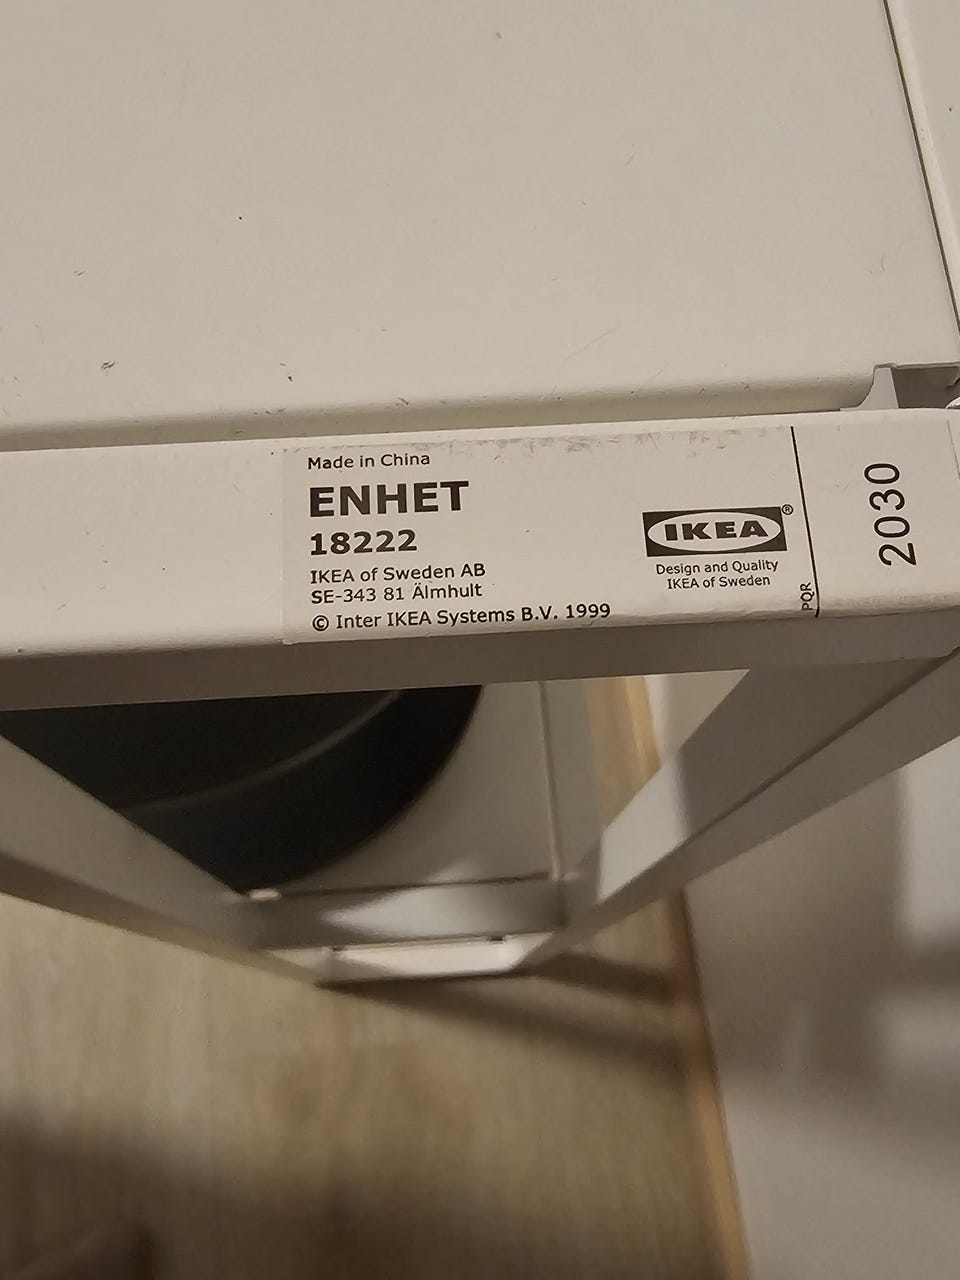 Made in China
ENHET
18222
IKEA of Sweden AB
SE-343 81 Älmhult
© Inter IKEA Systems B.V. 1999
IKEA®
Design and Quality
IKEA of Sweden
PQR
2030